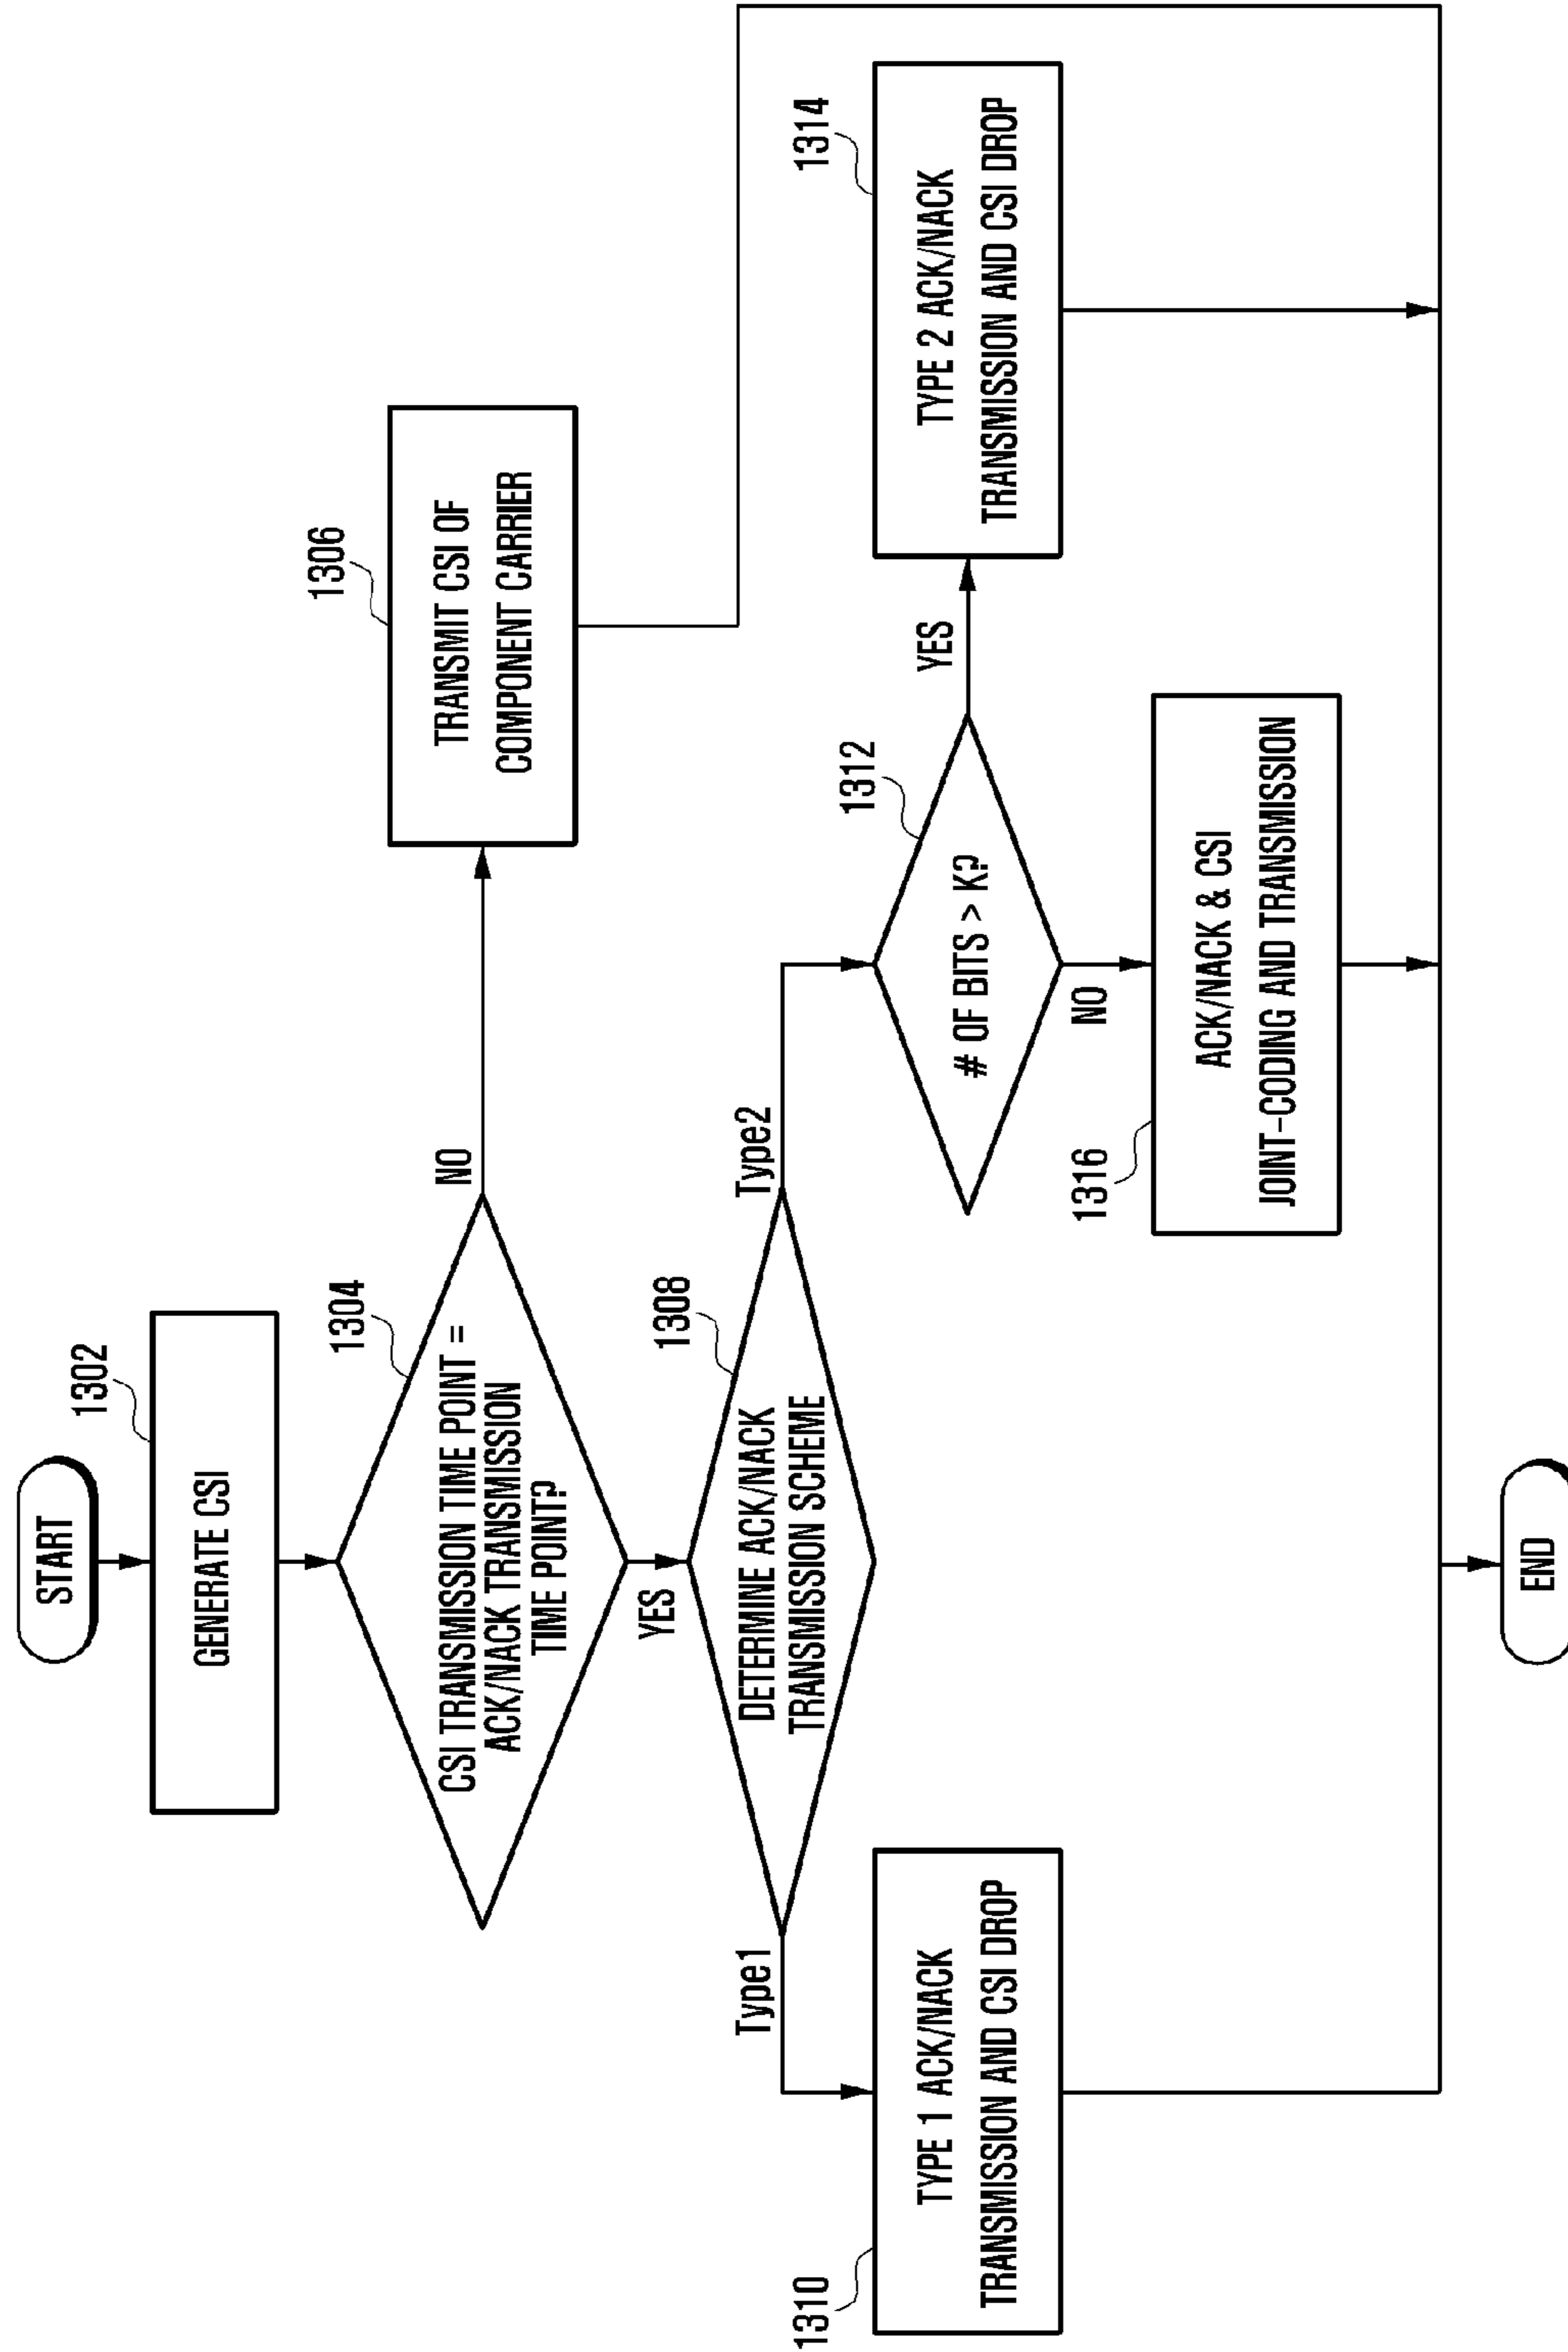 START
1302
GENERATE CSI
1304
CSI TRANSMISSION TIME POINT =
ACK/NACK TRANSMISSION
TIME POINT?
NO
YES
1306
TRANSMIT CSI OF
COMPONENT CARRIER
1308
DETERMINE ACK/NACK
TRANSMISSION SCHEME
Type1
Type2
1310
TYPE 1 ACK/NACK
TRANSMISSION AND CSI DROP
1312
# OF BITS > K?
YES
NO
1314
TYPE 2 ACK/NACK
TRANSMISSION AND CSI DROP
1316
ACK/NACK & CSI
JOINT-CODING AND TRANSMISSION
END